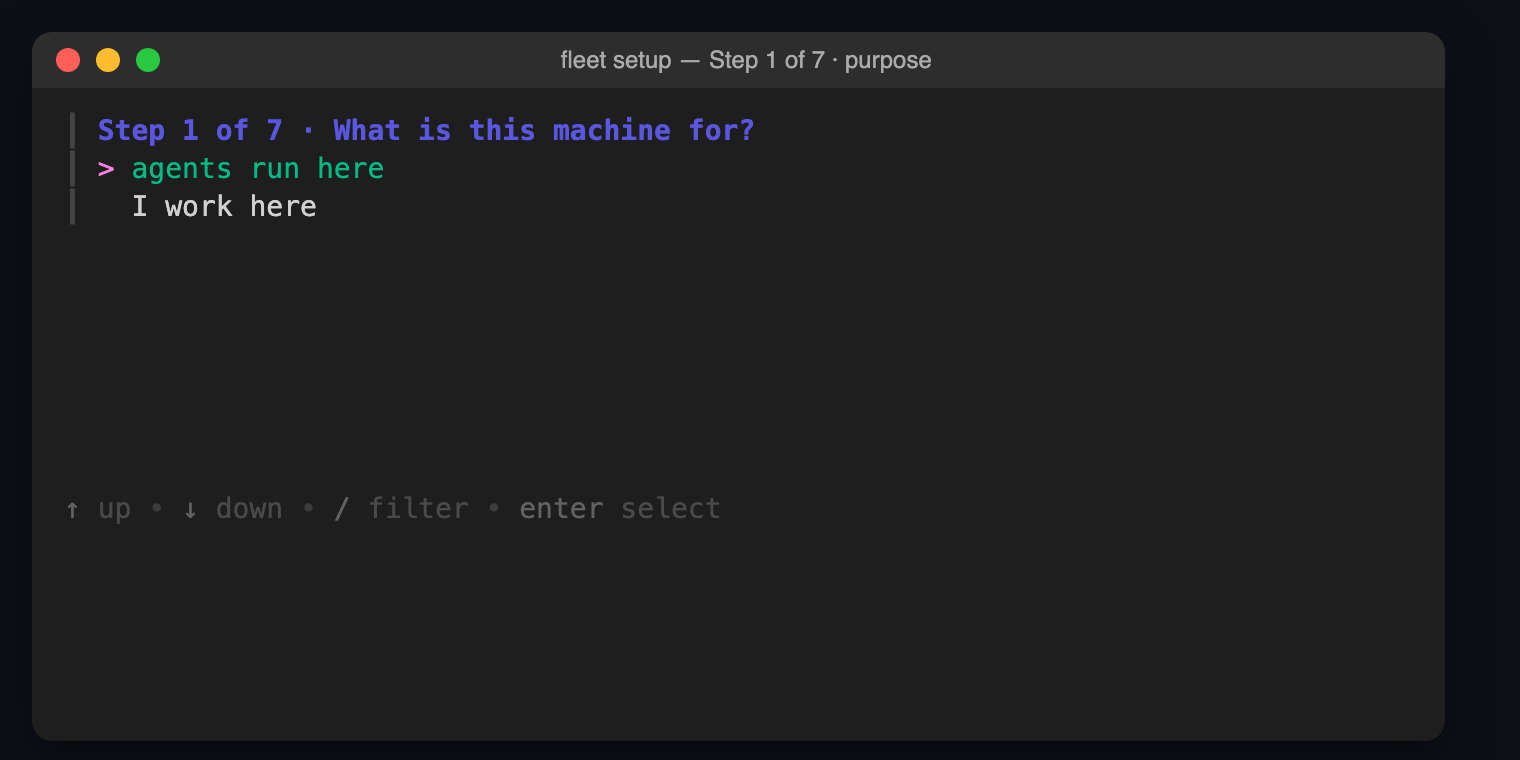 fleet setup — Step 1 of 7 · purpose
Step 1 of 7 · What is this machine for?
> agents run here
I work here
↑ up • ↓ down • / filter • enter select